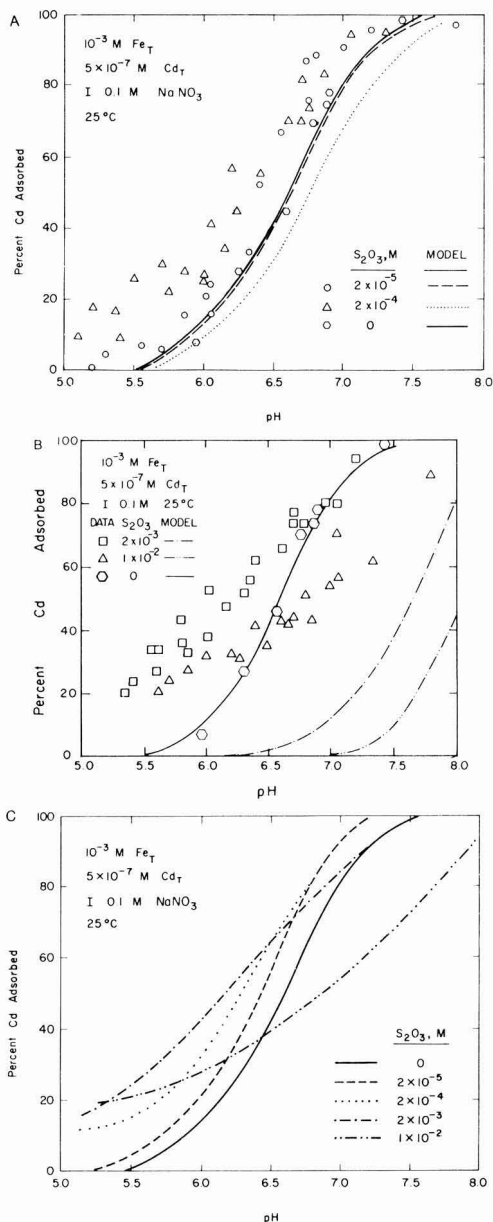 A
100
80
60
40
20
0
Percent Cd Adsorbed
10⁻³ M Fe_T
5×10⁻⁷ M Cd_T
I 0.1 M NaNO₃
25°C
S₂O₃, M MODEL
2×10⁻⁵
2×10⁻⁴
0
5.0 5.5 6.0 6.5 7.0 7.5 8.0
pH
B
100
80
60
40
20
0
Percent Cd Adsorbed
10⁻³ M Fe_T
5×10⁻⁷ M Cd_T
I 0.1 M 25°C
DATA S₂O₃ MODEL
2×10⁻³
1×10⁻²
0
5.0 5.5 6.0 6.5 7.0 7.5 8.0
pH
C
100
80
60
40
20
0
Percent Cd Adsorbed
10⁻³ M Fe_T
5×10⁻⁷ M Cd_T
I 0.1 M NaNO₃
25°C
S₂O₃, M
0
2×10⁻⁵
2×10⁻⁴
2×10⁻³
1×10⁻²
5.0 5.5 6.0 6.5 7.0 7.5 8.0
pH